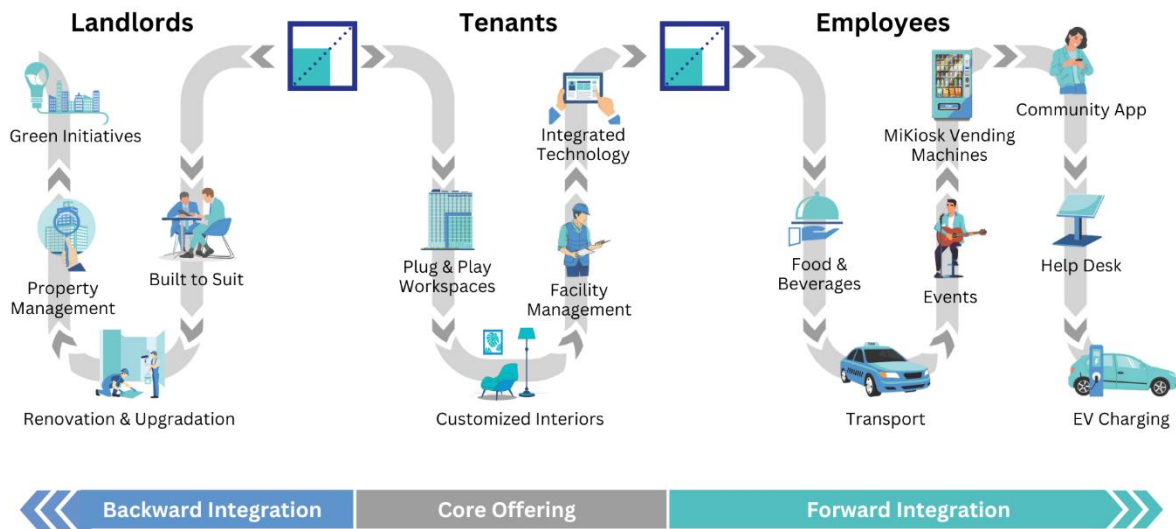 Landlords
Tenants
Employees
Green Initiatives
Property
Management
Renovation & Upgradation
Built to Suit
Plug & Play
Workspaces
Customized Interiors
Facility
Management
Integrated
Technology
Food &
Beverages
Transport
Events
MiKiosk Vending
Machines
Community App
Help Desk
EV Charging
Backward Integration
Core Offering
Forward Integration